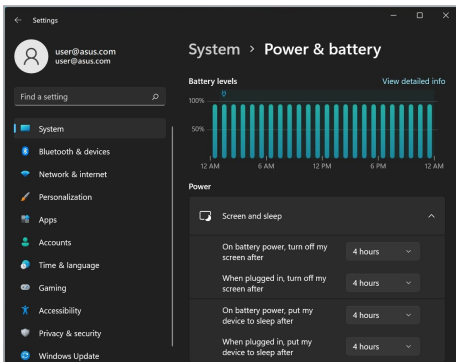 Settings
user@asus.com
user@asus.com
Find a setting
System
Bluetooth & devices
Network & internet
Personalization
Apps
Accounts
Time & language
Gaming
Accessibility
Privacy & security
Windows Update
System > Power & battery
Battery levels
View detailed info
100%
50%
12 AM
6 AM
12 PM
6 PM
12 AM
Power
Screen and sleep
On battery power, turn off my
screen after
4 hours
When plugged in, turn off my
screen after
4 hours
On battery power, put my
device to sleep after
4 hours
When plugged in, put my
device to sleep after
4 hours